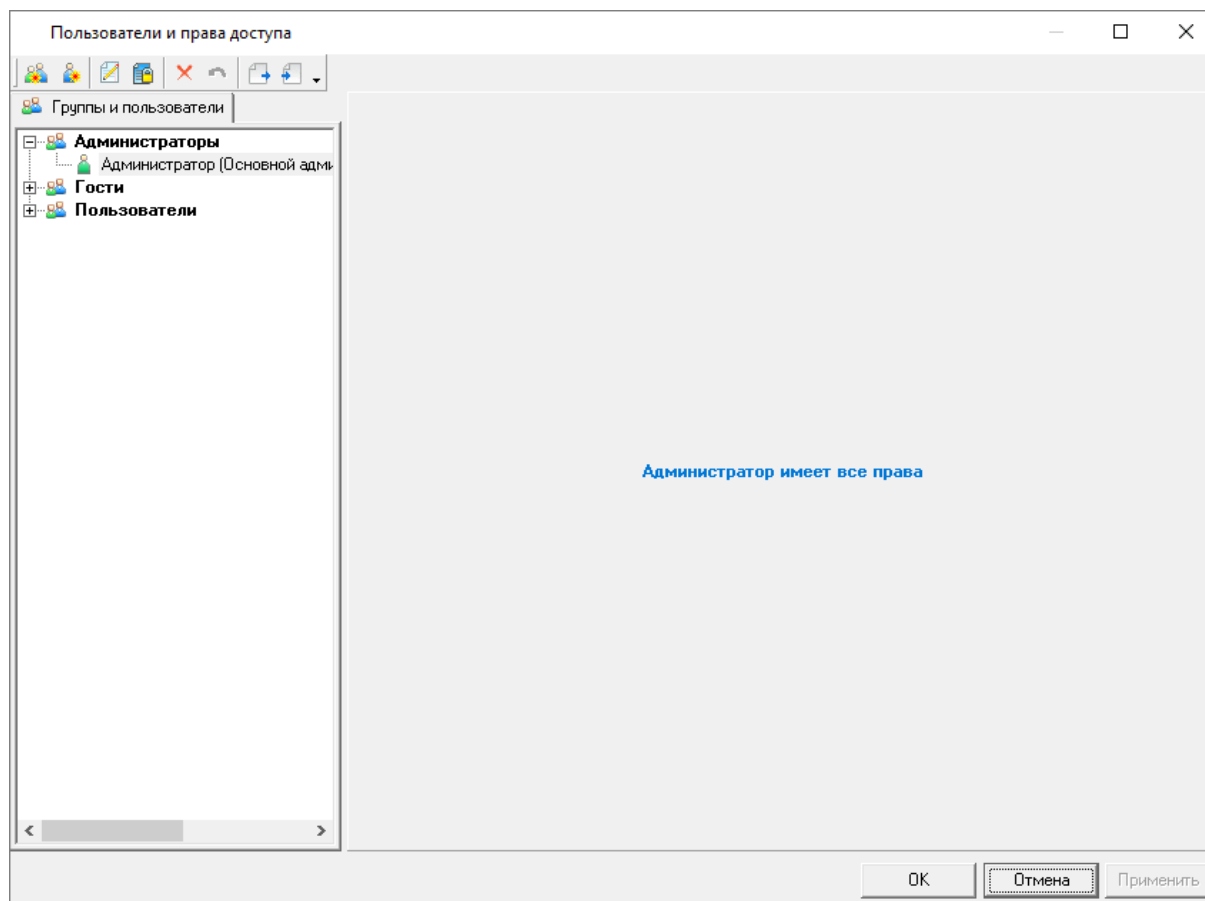 Пользователи и права доступа
Группы и пользователи
Администраторы
Администратор (Основной адми
Гости
Пользователи
Администратор имеет все права
OK
Отмена
Применить